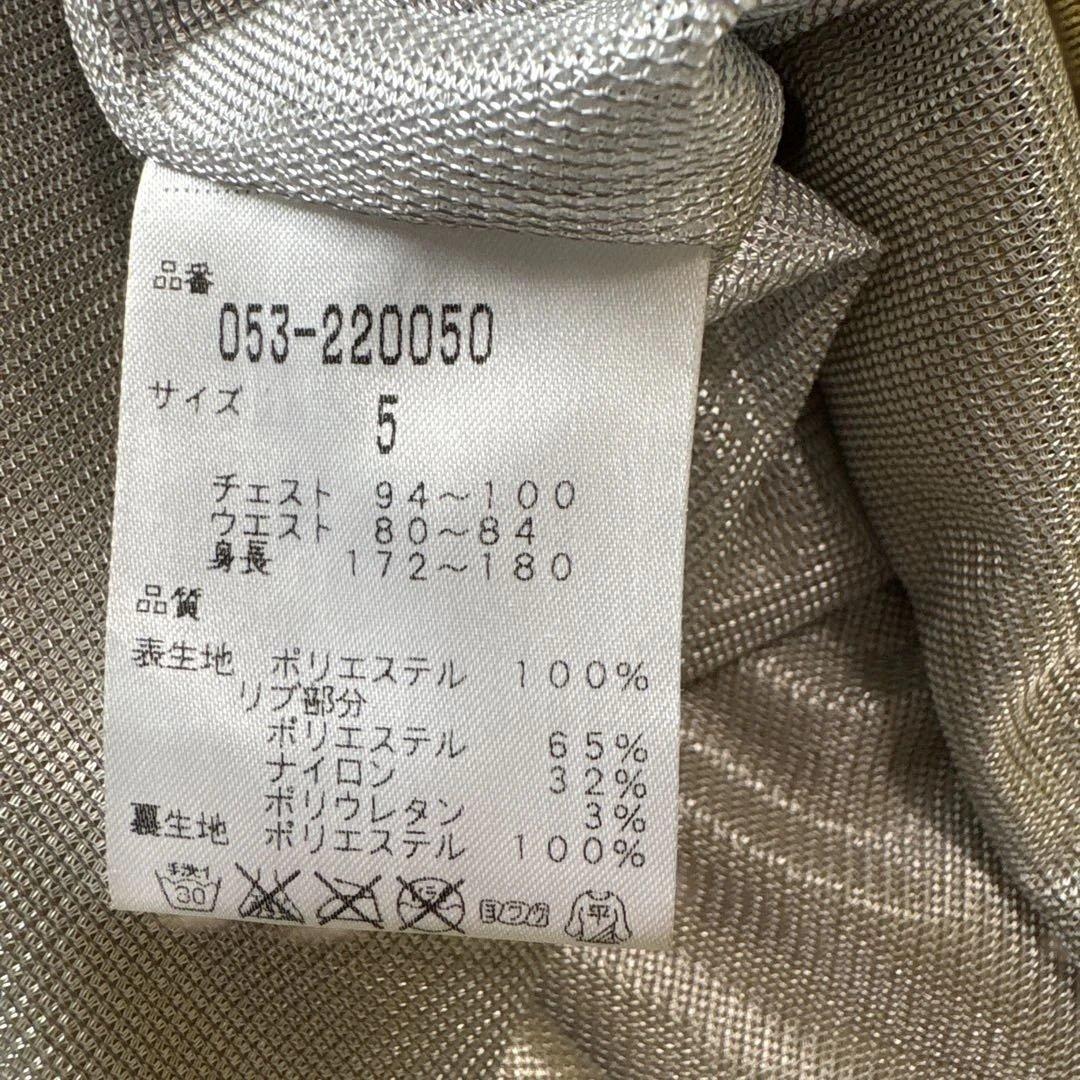 品番
053-220050
サイズ
5
チェスト 94～100
ウエスト 80～84
身長 172～180
品質
表生地 ポリエステル 100%
リブ部分
ポリエステル 65%
ナイロン 32%
ポリウレタン 3%
裏生地 ポリエステル 100%
手洗イ 30 平